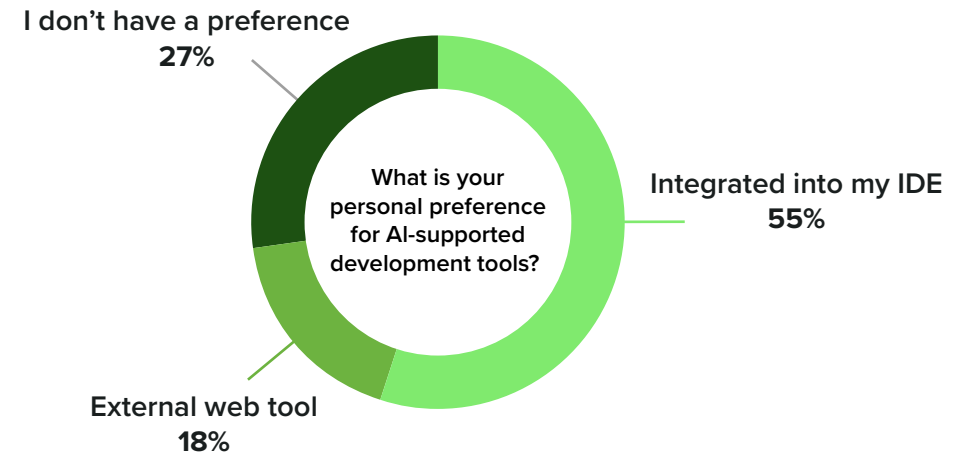 I don’t have a preference
27%
What is your
personal preference
for AI-supported
development tools?
Integrated into my IDE
55%
External web tool
18%